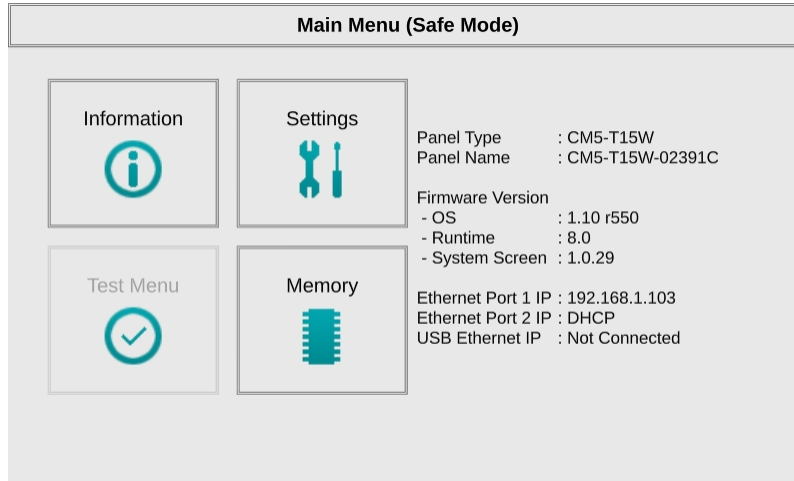 Main Menu (Safe Mode)
Information
Settings
Test Menu
Memory
Panel Type : CM5-T15W
Panel Name : CM5-T15W-02391C
Firmware Version
- OS : 1.10 r550
- Runtime : 8.0
- System Screen : 1.0.29
Ethernet Port 1 IP : 192.168.1.103
Ethernet Port 2 IP : DHCP
USB Ethernet IP : Not Connected